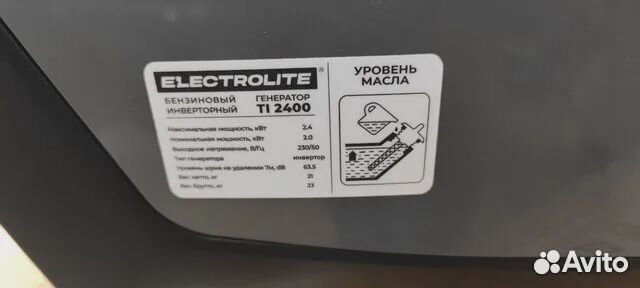 ELECTROLITE®
БЕНЗИНОВЫЙ ГЕНЕРАТОР
ИНВЕРТОРНЫЙ TI 2400
Максимальная мощность, кВт 2.4
Номинальная мощность, кВт 2.0
Выходное напряжение, В/Гц 230/50
Тип генератора инвертор
Уровень шума на удалении 7м, dB 63.5
Вес нетто, кг 21
Вес брутто, кг 23
УРОВЕНЬ
МАСЛА
Avito